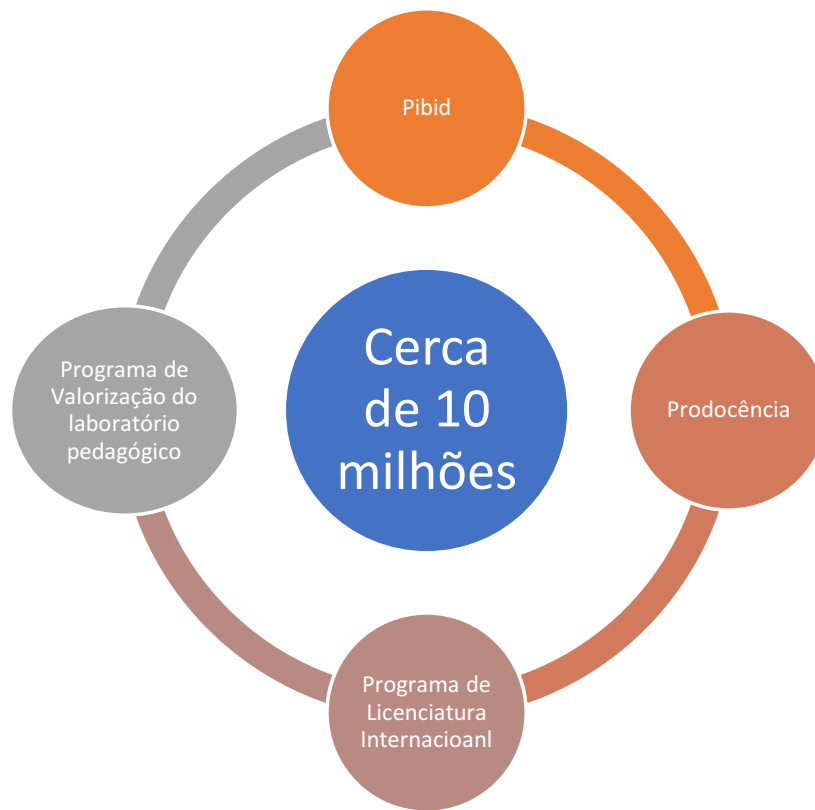 Pibid
Cerca
de 10
milhões
Programa de
Valorização do
laboratório
pedagógico
Prodocência
Programa de
Licenciatura
Internacioanl